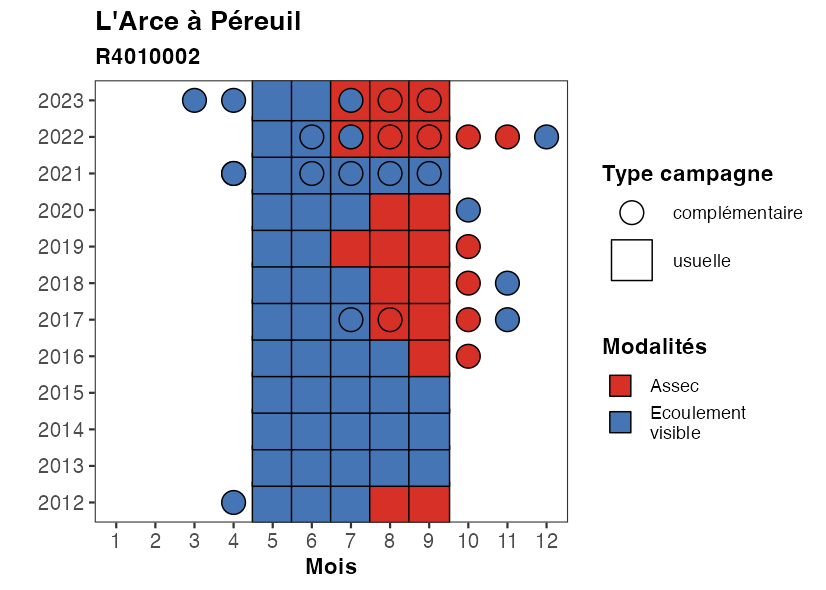 L'Arce à Péreuil
R4010002
2023
2022
2021
2020
2019
2018
2017
2016
2015
2014
2013
2012
1 2 3 4 5 6 7 8 9 10 11 12
Mois
Type campagne
complémentaire
usuelle
Modalités
Assec
Ecoulement
visible